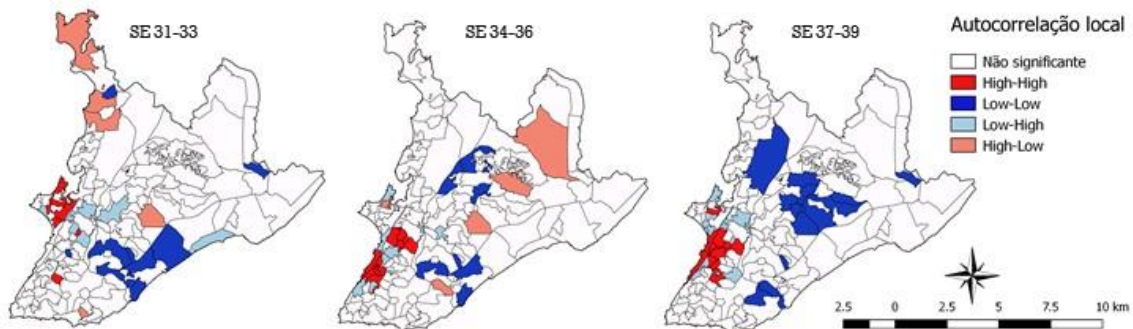 SE 31-33
SE 34-36
SE 37-39
Autocorrelação local
Não significante
High-High
Low-Low
Low-High
High-Low
2.5 0 2.5 5 7.5 10 km